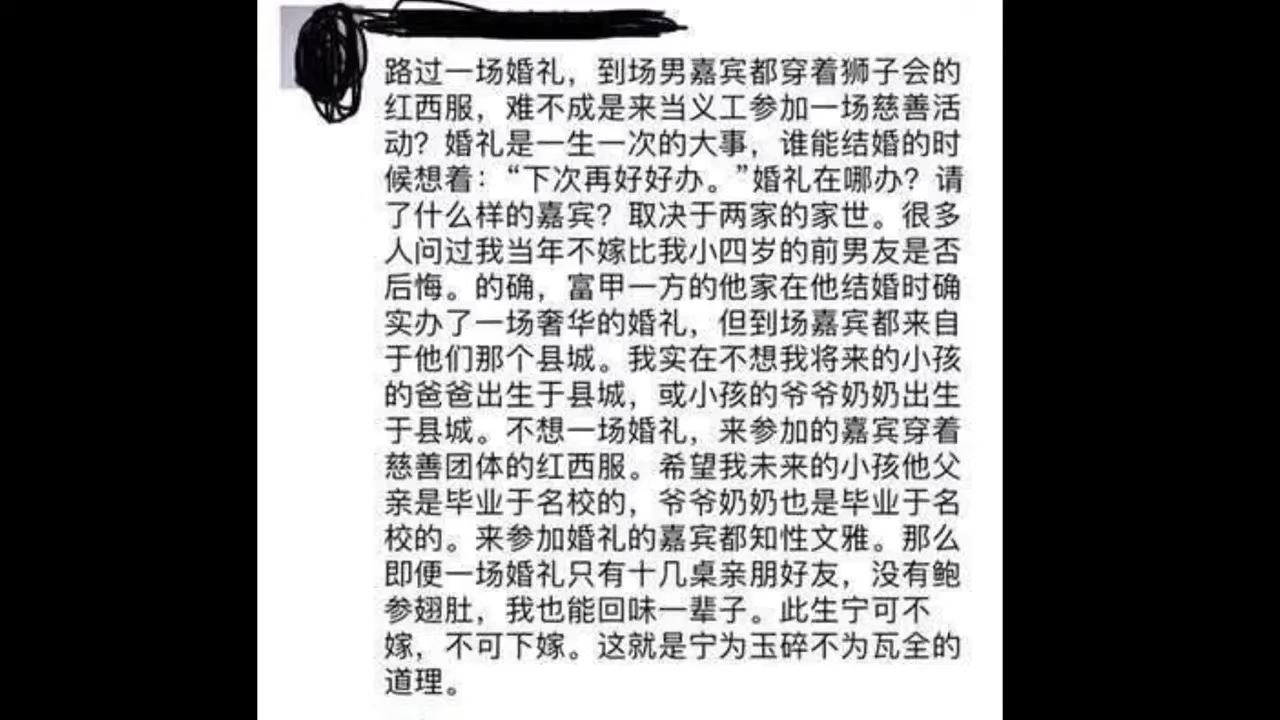 路过一场婚礼，到场男嘉宾都穿着狮子会的
红西服，难不成是来当义工参加一场慈善活
动？婚礼是一生一次的大事，谁能结婚的时
候想着：“下次再好好办。”婚礼在哪办？请
了什么样的嘉宾？取决于两家的家世。很多
人问过我当年不嫁比我小四岁的前男友是否
后悔。的确，富甲一方的他家在他结婚时确
实办了一场奢华的婚礼，但到场嘉宾都来自
于他们那个县城。我实在不想我将来的小孩
的爸爸出生于县城，或小孩的爷爷奶奶出生
于县城。不想一场婚礼，来参加的嘉宾穿着
慈善团体的红西服。希望我未来的小孩他父
亲是毕业于名校的，爷爷奶奶也是毕业于名
校的。来参加婚礼的嘉宾都知性文雅。那么
即便一场婚礼只有十几桌亲朋好友，没有鲍
参翅肚，我也能回味一辈子。此生宁可不
嫁，不可下嫁。这就是宁为玉碎不为瓦全的
道理。